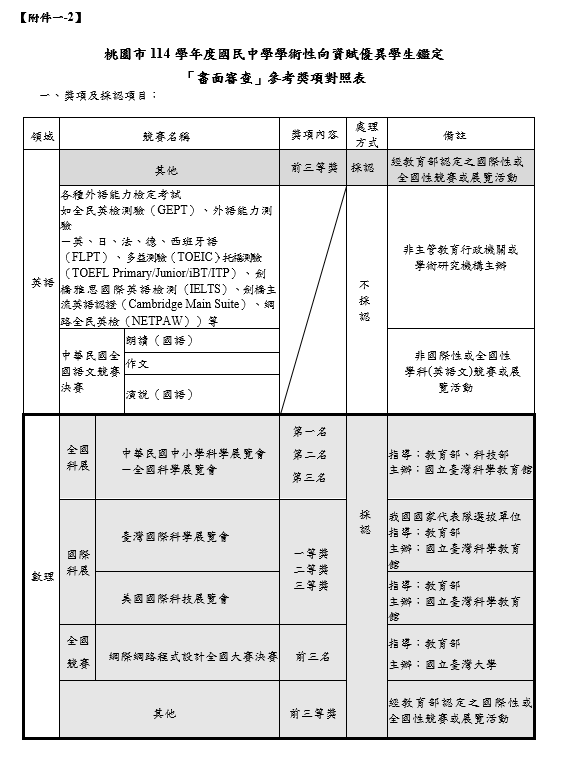 【附件一-2】
桃園市 114 學年度國民中學學術性向資賦優異學生鑑定
「書面審查」參考獎項對照表
一、獎項及採認項目：
領域
競賽名稱
獎項內容
處理
方式
備註
英語
其他
前三等獎
採認
經教育部認定之國際性或
全國性競賽或展覽活動
各種外語能力檢定考試
如全民英檢測驗（GEPT）、外語能力測
驗
－英、日、法、德、西班牙語
（FLPT）、多益測驗（TOEIC）、托福測驗
（TOEFL Primary/Junior/iBT/ITP）、劍
橋雅思國際英語檢測（IELTS）、劍橋主
流英語認證（Cambridge Main Suite）、網
路全民英檢（NETPAW））等
不
採
認
非主管教育行政機關或
學術研究機構主辦
中華民國全
國語文競賽
決賽
朗讀（國語）
作文
演說（國語）
非國際性或全國性
學科(英語文)競賽或展
覽活動
數理
全國
科展
中華民國中小學科學展覽會
－全國科學展覽會
第一名
第二名
第三名
採
認
指導：教育部、科技部
主辦：國立臺灣科學教育館
國際
科展
臺灣國際科學展覽會
一等獎
二等獎
三等獎
我國國家代表隊選拔單位
指導：教育部
主辦：國立臺灣科學教育
館
美國國際科技展覽會
指導：教育部
主辦：國立臺灣科學教育
館
全國
競賽
網際網路程式設計全國大賽決賽
前三名
指導：教育部
主辦：國立臺灣大學
其他
前三等獎
經教育部認定之國際性或
全國性競賽或展覽活動